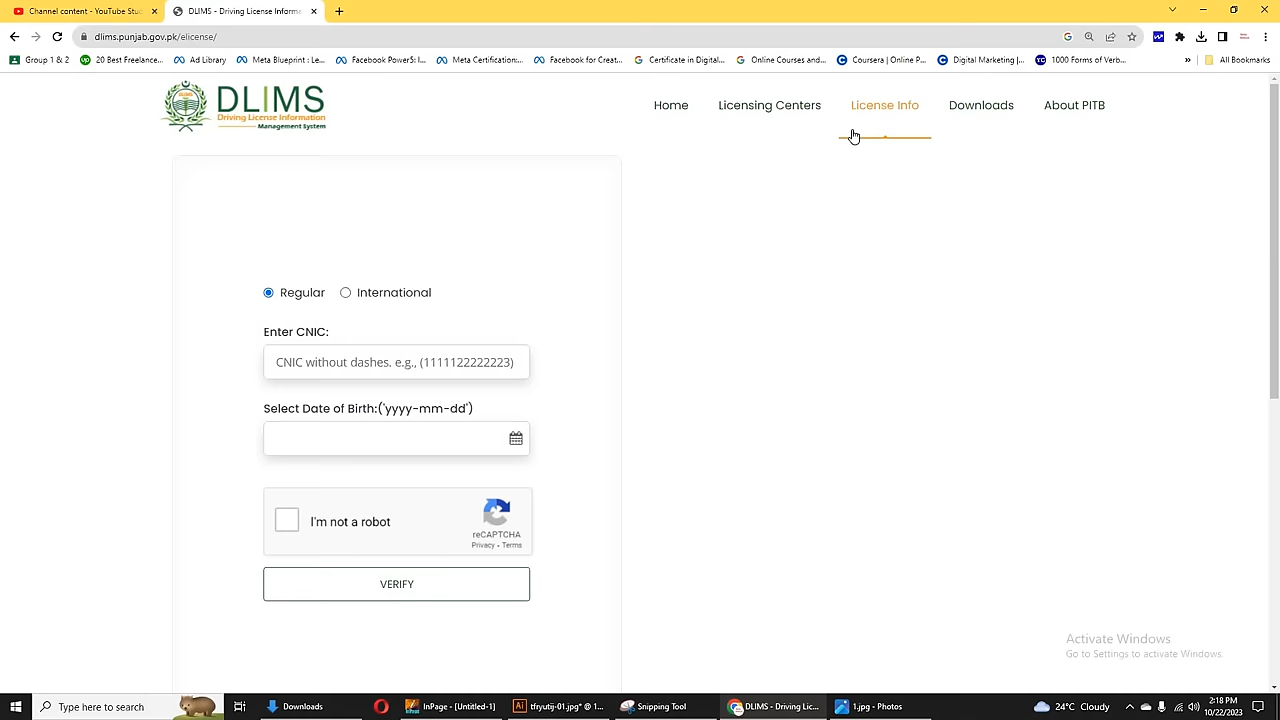 Channel content - YouTube Stu
DLIMS - Driving License Informa
dlims.punjab.gov.pk/elicense/
Group 1 & 2
20 Best Freelance...
Ad Library
Meta Blueprint : Le...
Facebook Power5: I...
Meta Certification:...
Facebook for Creat...
Certificate in Digital...
Online Courses and...
Coursera | Online P...
Digital Marketing |...
1000 Forms of Verb...
»
All Bookmarks
DLIMS
Driving License Information
Management System
Home
Licensing Centers
License Info
Downloads
About PITB
Regular
International
Enter CNIC:
CNIC without dashes. e.g., (1111122222223)
Select Date of Birth:('yyyy-mm-dd')
I'm not a robot
reCAPTCHA
Privacy - Terms
VERIFY
Activate Windows
Go to Settings to activate Windows.
Type here to search
Downloads
InPage - [Untitled-1]
tfryutij-01.jpg* @ 1...
Snipping Tool
DLIMS - Driving Lic...
1.jpg - Photos
24°C Cloudy
2:18 PM
10/22/2023